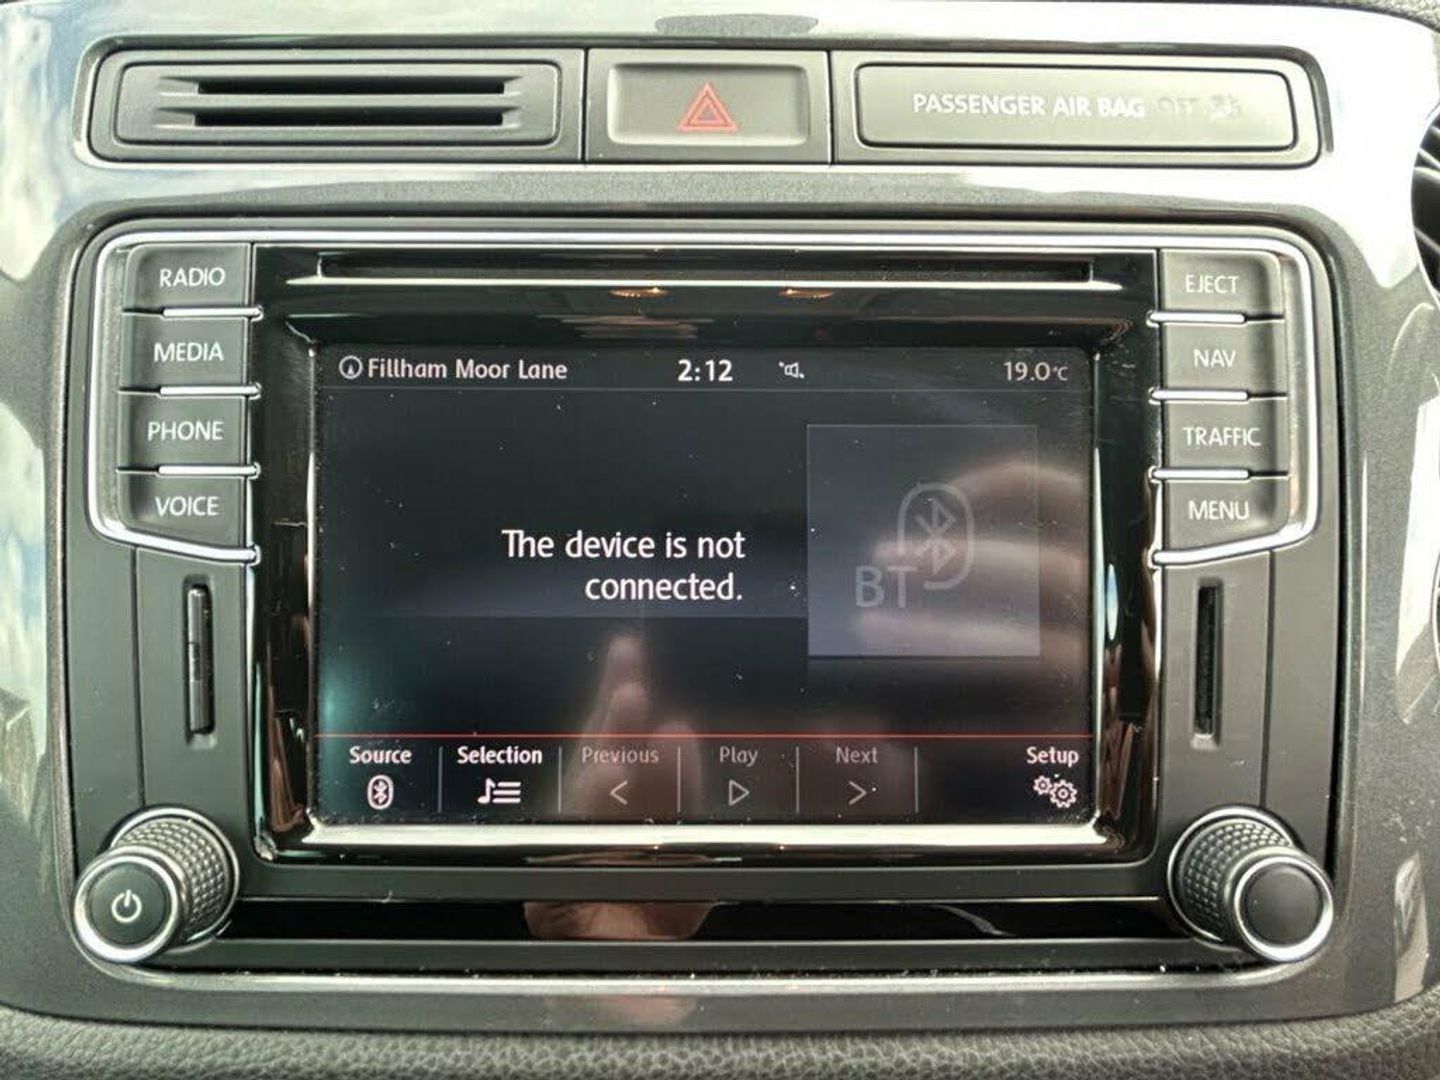 PASSENGER AIR BAG OFF
RADIO
MEDIA
PHONE
VOICE
Fillham Moor Lane 2:12 19.0°C
The device is not
connected.
BT
Source Selection Previous Play Next Setup
EJECT
NAV
TRAFFIC
MENU